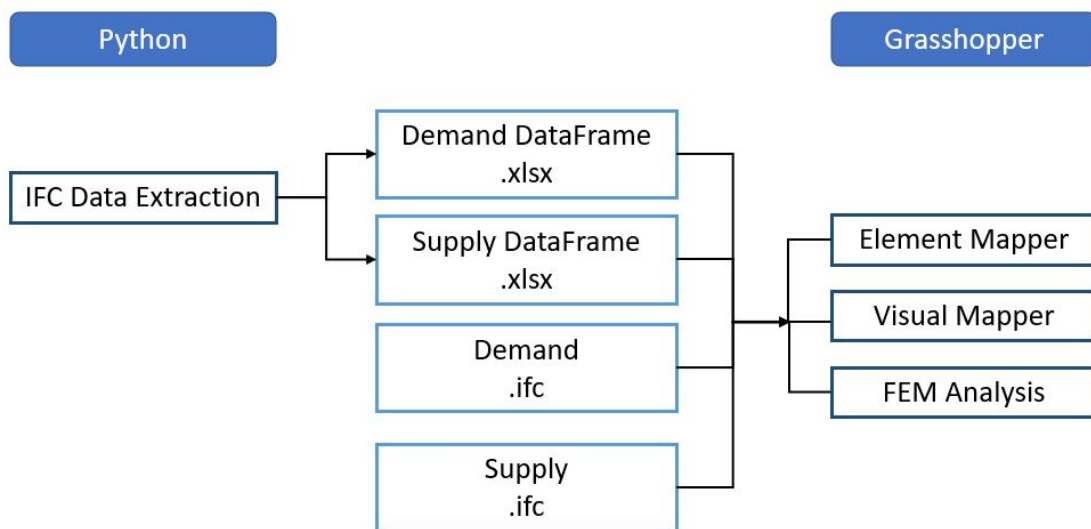 Python
Grasshopper
IFC Data Extraction
Demand DataFrame
.xlsx
Supply DataFrame
.xlsx
Demand
.ifc
Supply
.ifc
Element Mapper
Visual Mapper
FEM Analysis